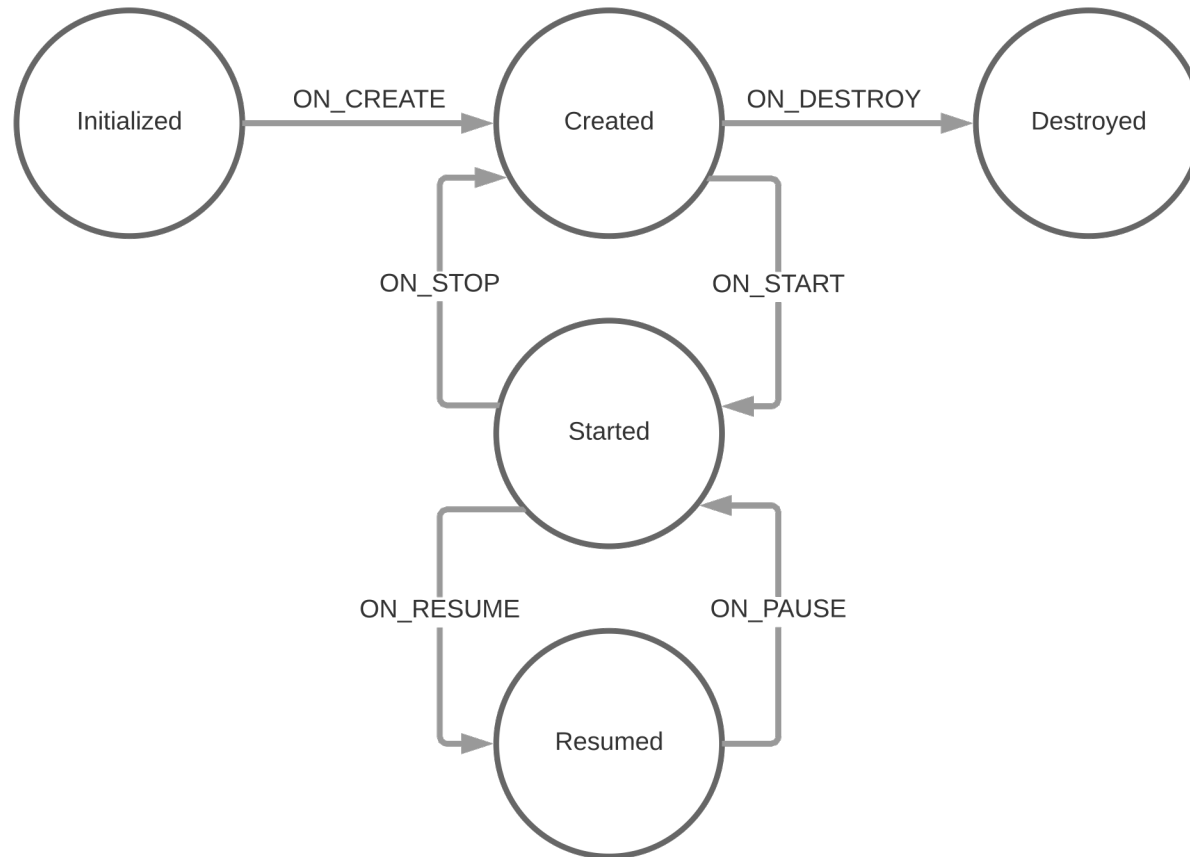 ON_CREATE
ON_DESTROY
Initialized
Created
Destroyed
ON_STOP
ON_START
Started
ON_RESUME
ON_PAUSE
Resumed